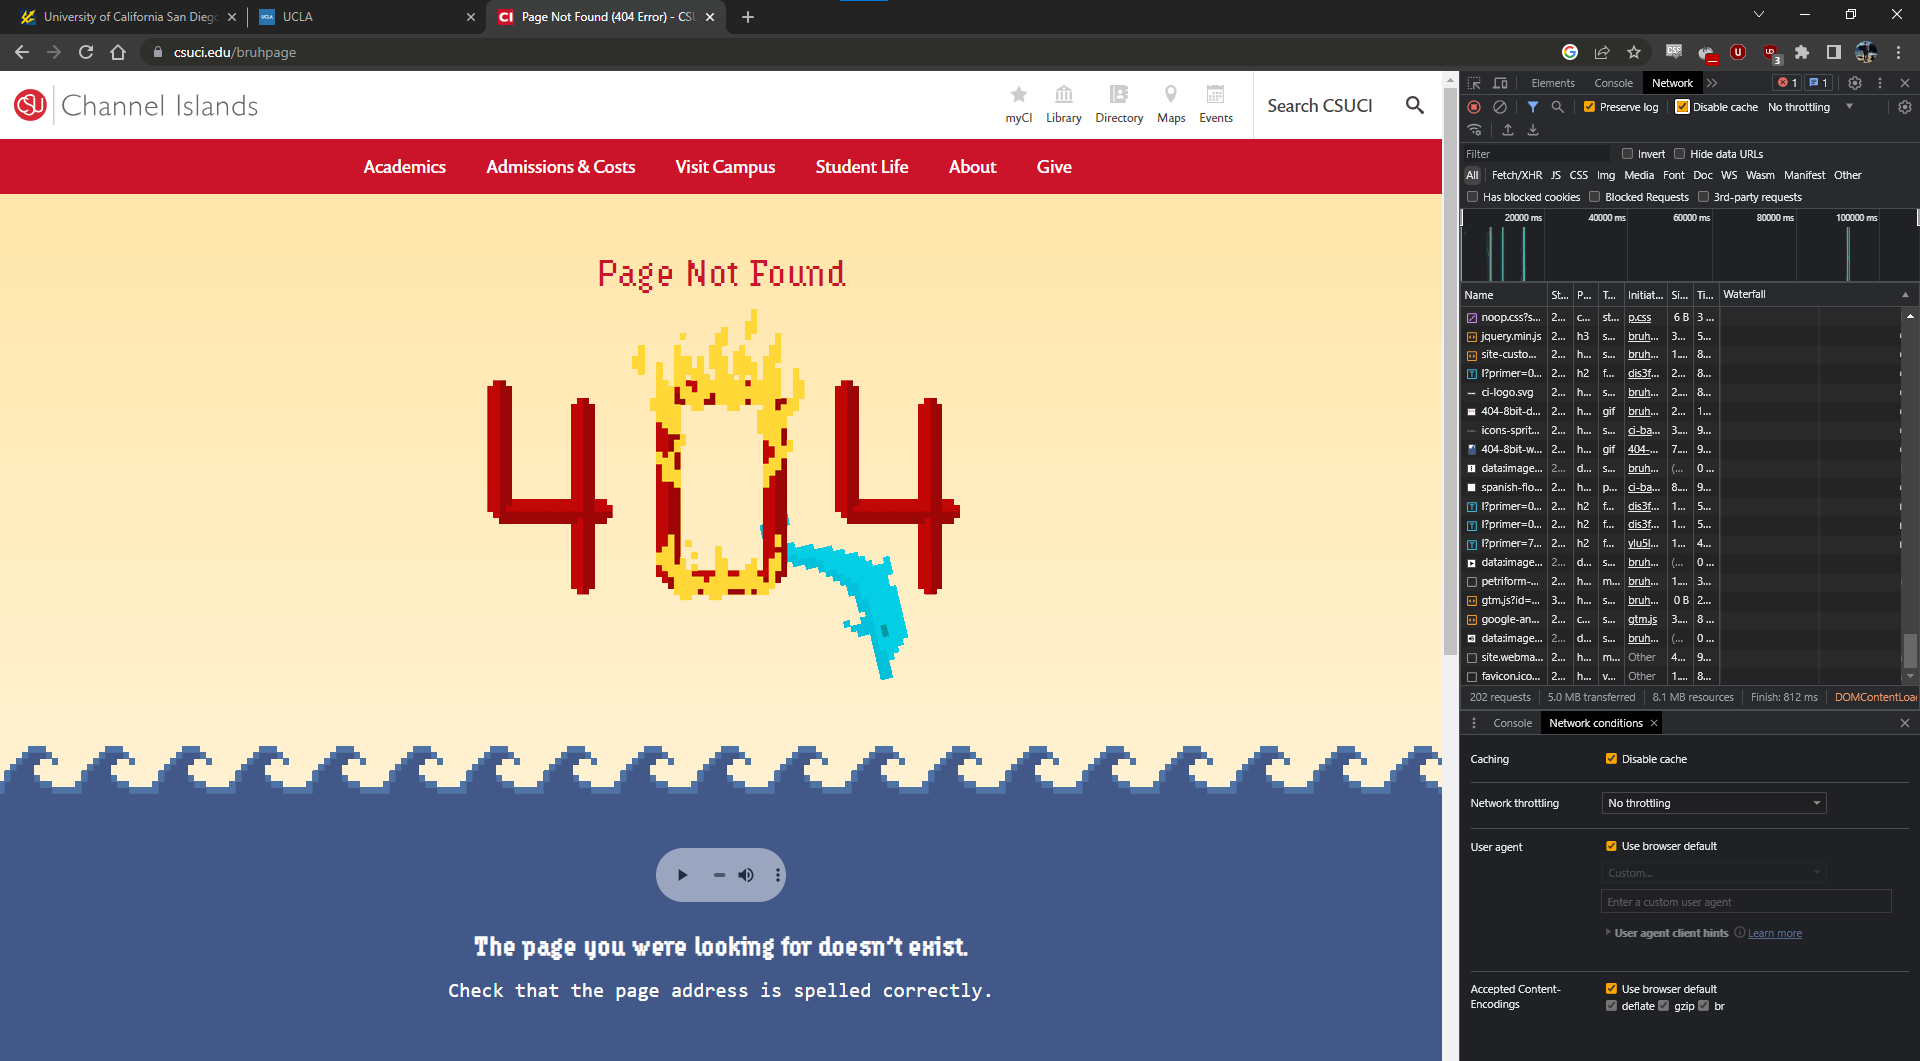 University of California San Dieg
UCLA
CI Page Not Found (404 Error) - CSU
csuci.edu/bruhpage
3
CSU Channel Islands
myCI Library Directory Maps Events
Search CSUCI
Academics Admissions & Costs Visit Campus Student Life About Give
Page Not Found
404
The page you were looking for doesn't exist.
Check that the page address is spelled correctly.
Elements Console Network 1 1
Preserve log Disable cache No throttling
Filter Invert Hide data URLs
All Fetch/XHR JS CSS Img Media Font Doc WS Wasm Manifest Other
Has blocked cookies Blocked Requests 3rd-party requests
20000 ms 40000 ms 60000 ms 80000 ms 100000 ms
Name St... P... T... Initiat... Si... Ti... Waterfall
noop.css?s... 2... c... st... p.css 6 B 3 ...
jquery.min.js 2... h3 s... bruh... 3.... 5...
site-custo... 2... h... s... bruh... 1.... 8...
l?primer=0... 2... h2 f... dis3f... 2... 8...
ci-logo.svg 2... h... s... bruh... 2.... 8...
404-8bit-d... 2... h... gif bruh... 2... 1...
icons-sprit... 2... h... s... ci-ba... 3.... 9...
404-8bit-w... 2... h... gif 404-... 7.... 9...
data:image... 2... d... s... bruh... (... 0 ...
spanish-flo... 2... h... p... ci-ba... 8.... 9...
l?primer=0... 2... h2 f... dis3f... 1... 5...
l?primer=0... 2... h2 f... dis3f... 1... 5...
l?primer=7... 2... h2 f... ylu5l... 1... 4...
data:image... 2... d... s... bruh... (... 0 ...
petriform-... 2... h... m... bruh... 1.... 3...
gtm.js?id=... 3... h... s... bruh... 0 B 2...
google-an... 2... c... s... gtm.js 3.... 8 ...
data:image... 2... d... s... bruh... (... 0 ...
site.webma... 2... h... m... Other 4... 9...
favicon.ico... 2... h... v... Other 1.... 8...
202 requests 5.0 MB transferred 8.1 MB resources Finish: 812 ms DOMContentLoa
Console Network conditions
Caching Disable cache
Network throttling No throttling
User agent Use browser default
Custom...
Enter a custom user agent
User agent client hints Learn more
Accepted Content-
Encodings
Use browser default
deflate gzip br